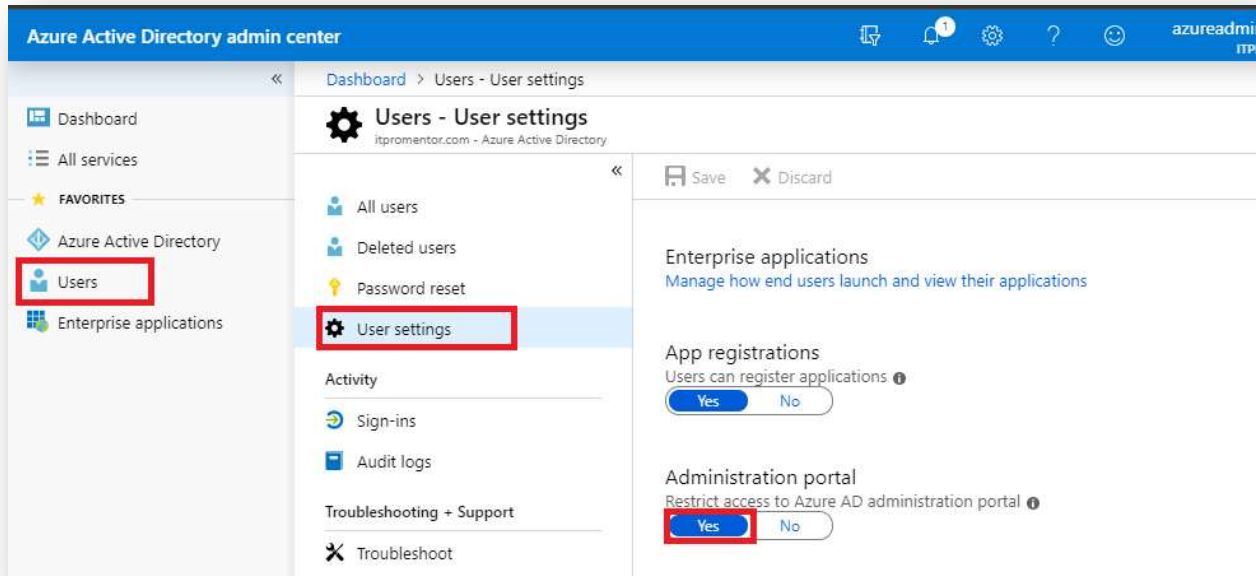 Azure Active Directory admin center
1
azureadmi
ITP
«
Dashboard > Users - User settings
Dashboard
All services
FAVORITES
Azure Active Directory
Users
Enterprise applications
Users - User settings
itpromentor.com - Azure Active Directory
«
All users
Deleted users
Password reset
User settings
Activity
Sign-ins
Audit logs
Troubleshooting + Support
Troubleshoot
Save Discard
Enterprise applications
Manage how end users launch and view their applications
App registrations
Users can register applications
Yes No
Administration portal
Restrict access to Azure AD administration portal
Yes No